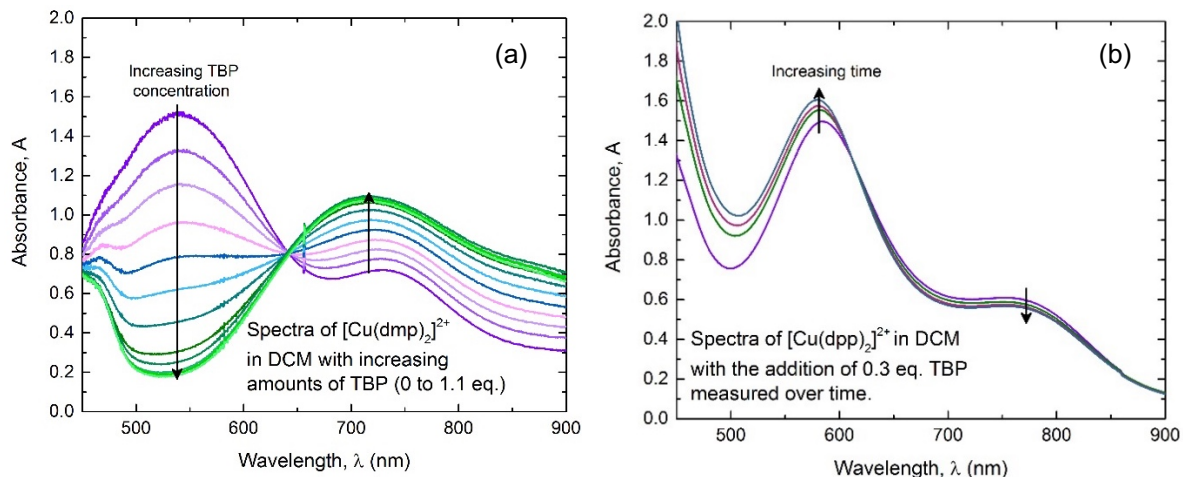 (a)
2.0
1.8
1.6
1.4
1.2
1.0
0.8
0.6
0.4
0.2
0.0
Absorbance, A
Increasing TBP
concentration
Spectra of [Cu(dmp)₂]²⁺
in DCM with increasing
amounts of TBP (0 to 1.1 eq.)
500 600 700 800 900
Wavelength, λ (nm)
(b)
2.0
1.8
1.6
1.4
1.2
1.0
0.8
0.6
0.4
0.2
0.0
Absorbance, A
Increasing time
Spectra of [Cu(dpp)₂]²⁺ in DCM
with the addition of 0.3 eq. TBP
measured over time.
500 600 700 800 900
Wavelength, λ (nm)